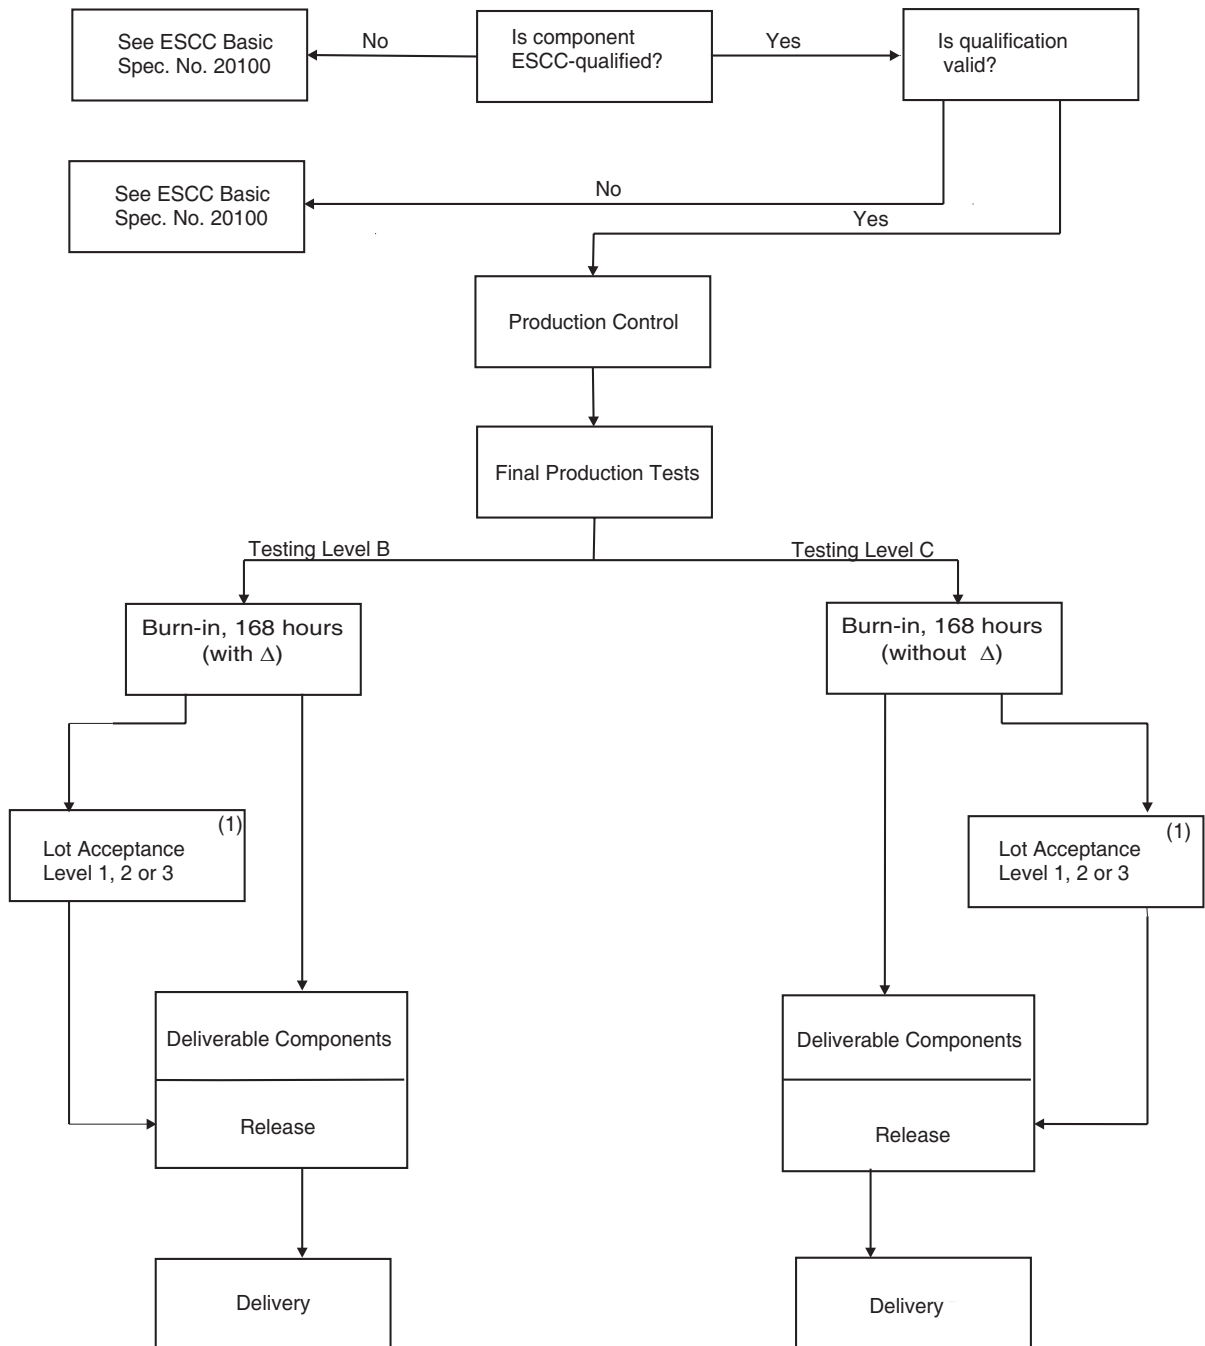 See ESCC Basic
Spec. No. 20100
No
Is component
ESCC-qualified?
Yes
Is qualification
valid?
See ESCC Basic
Spec. No. 20100
No
Yes
Production Control
Final Production Tests
Testing Level B
Testing Level C
Burn-in, 168 hours
(with Δ)
Burn-in, 168 hours
(without Δ)
(1)
Lot Acceptance
Level 1, 2 or 3
(1)
Lot Acceptance
Level 1, 2 or 3
Deliverable Components
Release
Deliverable Components
Release
Delivery
Delivery